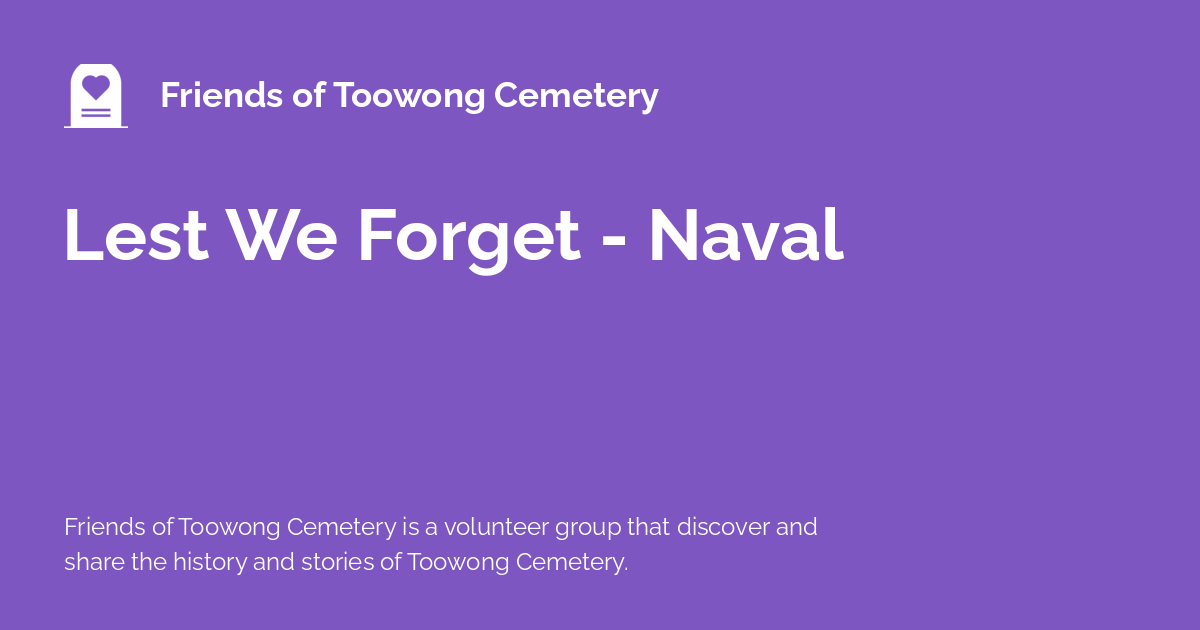 Friends of Toowong Cemetery
Lest We Forget - Naval
Friends of Toowong Cemetery is a volunteer group that discover and
share the history and stories of Toowong Cemetery.